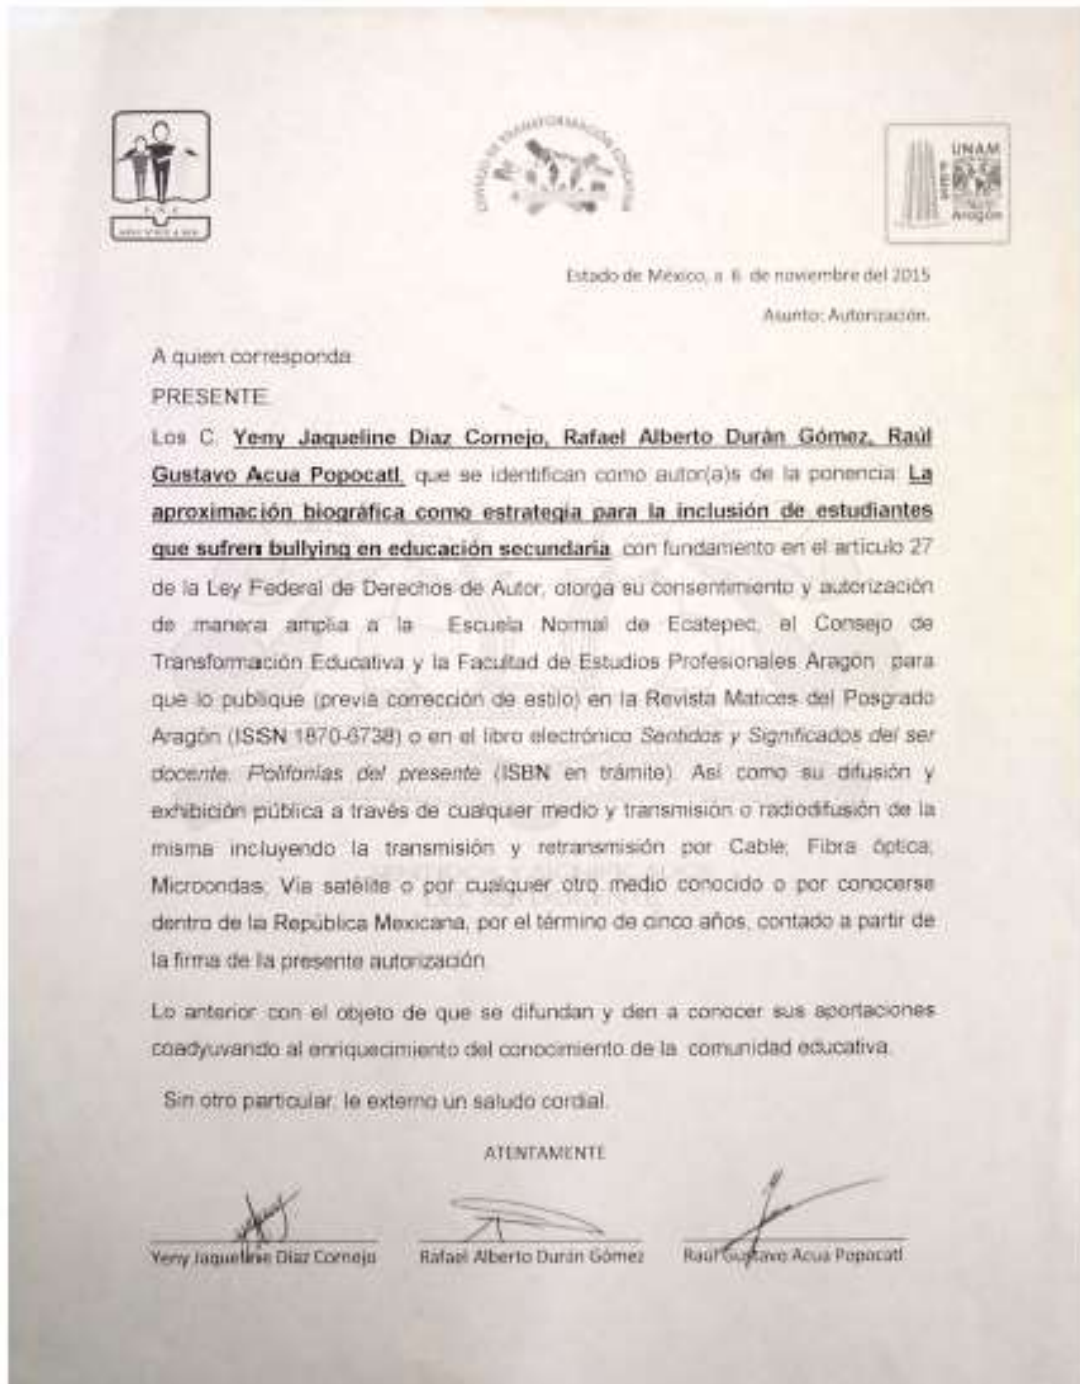 CONSEJO DE TRANSFORMACIÓN EDUCATIVA
UNAM
Aragón
Estado de México, a 6 de noviembre del 2015
Asunto: Autorización.
A quien corresponda
PRESENTE
Los C. Yeny Jaqueline Diaz Cornejo, Rafael Alberto Durán Gómez, Raúl
Gustavo Acua Popocatl, que se identifican como autor(a)s de la ponencia: La
aproximación biográfica como estrategia para la inclusión de estudiantes
que sufren bullying en educación secundaria, con fundamento en el artículo 27
de la Ley Federal de Derechos de Autor, otorga su consentimiento y autorización
de manera amplia a la Escuela Normal de Ecatepec, el Consejo de
Transformación Educativa y la Facultad de Estudios Profesionales Aragón para
que lo publique (previa corrección de estilo) en la Revista Matices del Posgrado
Aragón (ISSN 1870-6738) o en el libro electrónico Sentidos y Significados del ser
docente. Polifonías del presente (ISBN en trámite). Así como su difusión y
exhibición pública a través de cualquier medio y transmisión o radiodifusión de la
misma incluyendo la transmisión y retransmisión por Cable; Fibra óptica;
Microondas; Vía satélite o por cualquier otro medio conocido o por conocerse
dentro de la República Mexicana, por el término de cinco años, contado a partir de
la firma de la presente autorización
Lo anterior con el objeto de que se difundan y den a conocer sus aportaciones
coadyuvando al enriquecimiento del conocimiento de la comunidad educativa.
Sin otro particular, le externo un saludo cordial.
ATENTAMENTE
Yeny Jaqueline Diaz Cornejo Rafael Alberto Durán Gómez Raúl Gustavo Acua Popocatl